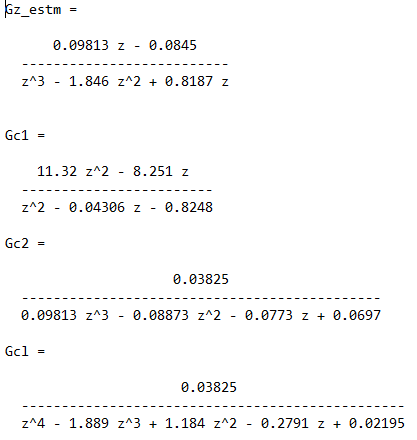 Gz_estm =
0.09813 z - 0.0845
--------------------------
z^3 - 1.846 z^2 + 0.8187 z
Gc1 =
11.32 z^2 - 8.251 z
------------------------
z^2 - 0.04306 z - 0.8248
Gc2 =
0.03825
---------------------------------------------
0.09813 z^3 - 0.08873 z^2 - 0.0773 z + 0.0697
Gcl =
0.03825
------------------------------------------------
z^4 - 1.889 z^3 + 1.184 z^2 - 0.2791 z + 0.02195